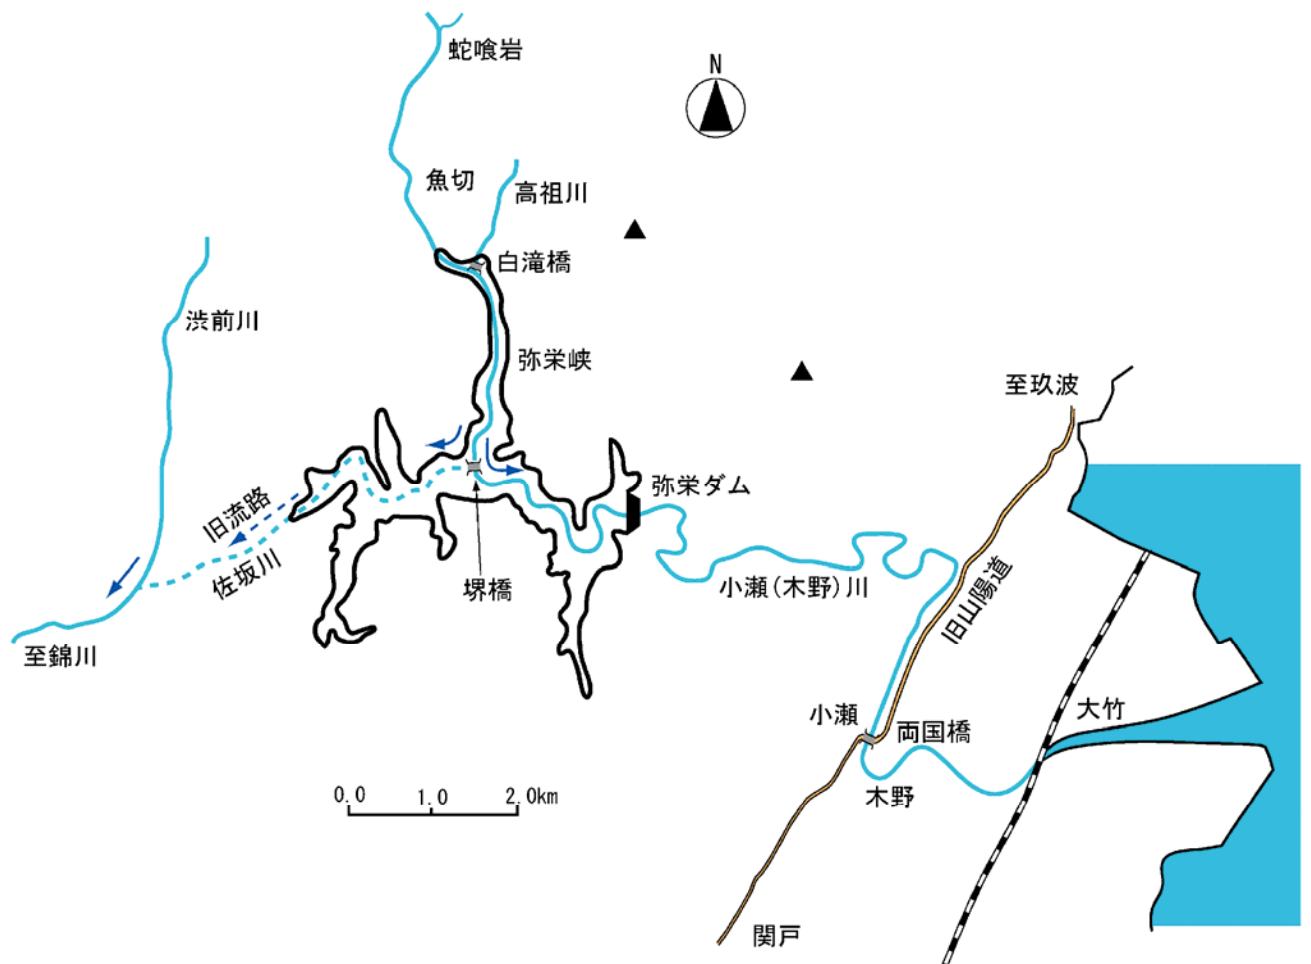 蛇喰岩
N
魚切
高祖川
白滝橋
渋前川
弥栄峡
至玖波
弥栄ダム
旧流路
佐坂川
堺橋
小瀬(木野)川
旧山陽道
至錦川
小瀬
両国橋
大竹
木野
0.0 1.0 2.0km
関戸